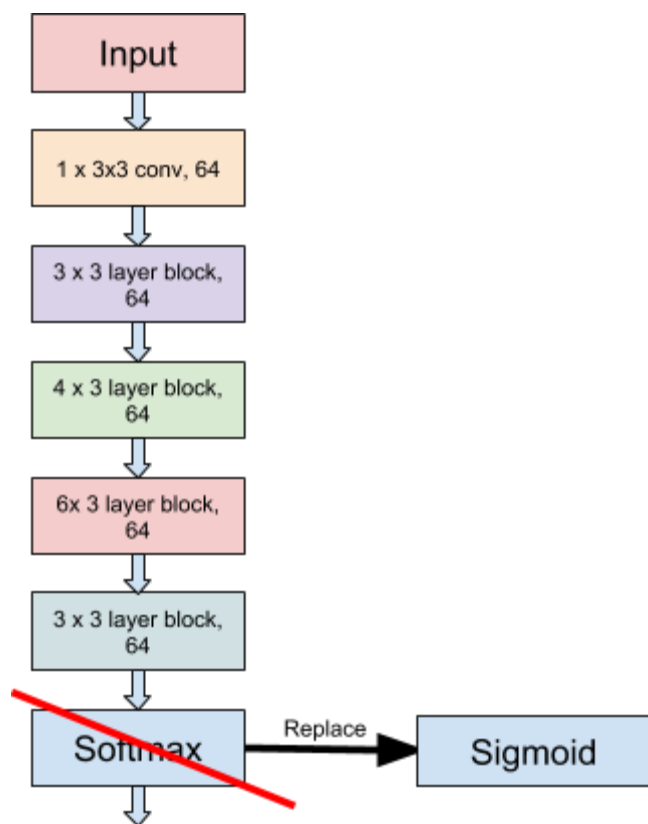 Input
1 x 3x3 conv, 64
3 x 3 layer block,
64
4 x 3 layer block,
64
6x 3 layer block,
64
3 x 3 layer block,
64
Softmax
Replace
Sigmoid